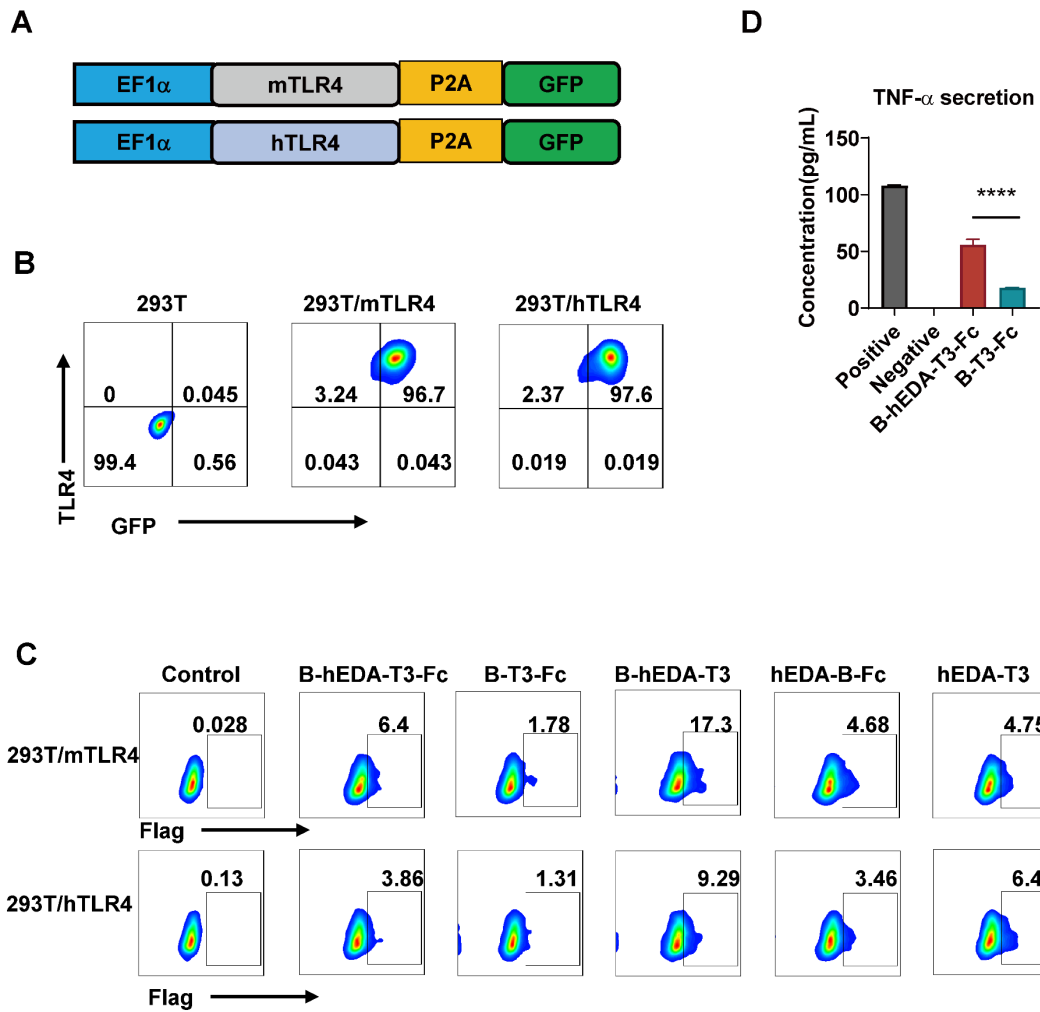 A
EF1α mTLR4 P2A GFP
EF1α hTLR4 P2A GFP
D
TNF-α secretion
Concentration(pg/mL)
150
100
50
0
****
Positive
Negative
B-hEDA-T3-Fc
B-T3-Fc
B
293T 293T/mTLR4 293T/hTLR4
0 0.045 3.24 96.7 2.37 97.6
99.4 0.56 0.043 0.043 0.019 0.019
TLR4
GFP
C
Control B-hEDA-T3-Fc B-T3-Fc B-hEDA-T3 hEDA-B-Fc hEDA-T3
0.028 6.4 1.78 17.3 4.68 4.75
293T/mTLR4
Flag
0.13 3.86 1.31 9.29 3.46 6.4
293T/hTLR4
Flag